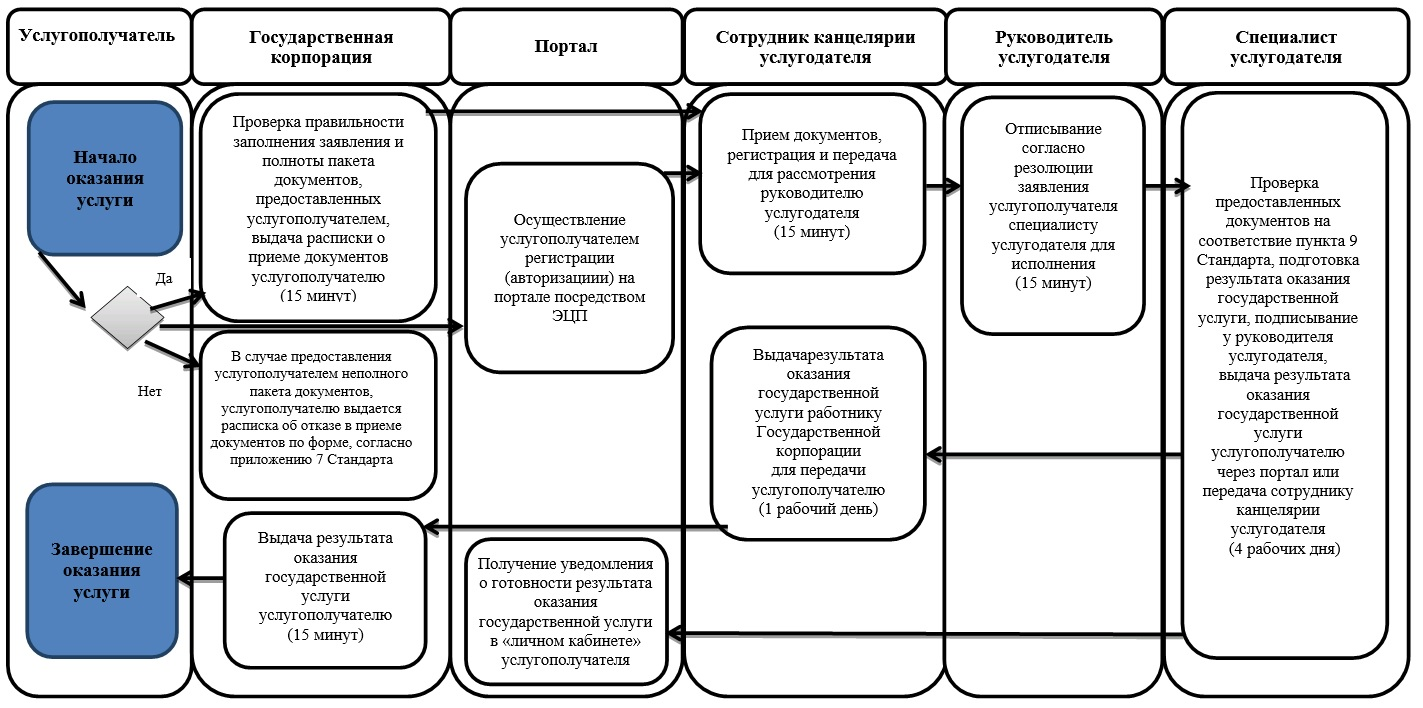 Услугополучатель
Государственная
корпорация
Портал
Сотрудник канцелярии
услугодателя
Руководитель
услугодателя
Специалист
услугодателя
Начало
оказания
услуги
Да
Нет
Проверка правильности
заполнения заявления и
полноты пакета
документов,
предоставленных
услугополучателем,
выдача расписки о
приеме документов
услугополучателю
(15 минут)
В случае предоставления
услугополучателем неполного
пакета документов,
услугополучателю выдается
расписка об отказе в приеме
документов по форме, согласно
приложению 7 Стандарта
Осуществление
услугополучателем
регистрации
(авторизациии) на
портале посредством
ЭЦП
Прием документов,
регистрация и передача
для рассмотрения
руководителю
услугодателя
(15 минут)
Отписывание
согласно
резолюции
заявления
услугополучателя
специалисту
услугодателя для
исполнения
(15 минут)
Проверка
предоставленных
документов на
соответствие пункта 9
Стандарта, подготовка
результата оказания
государственной
услуги, подписывание
у руководителя
услугодателя,
выдача результата
оказания
государственной
услуги
услугополучателю
через портал или
передача сотруднику
канцелярии
услугодателя
(4 рабочих дня)
Выдачарезультата
оказания
государственной
услуги работнику
Государственной
корпорации
для передачи
услугополучателю
(1 рабочий день)
Завершение
оказания
услуги
Выдача результата
оказания
государственной
услуги
услугополучателю
(15 минут)
Получение уведомления
о готовности результата
оказания
государственной услуги
в «личном кабинете»
услугополучателя